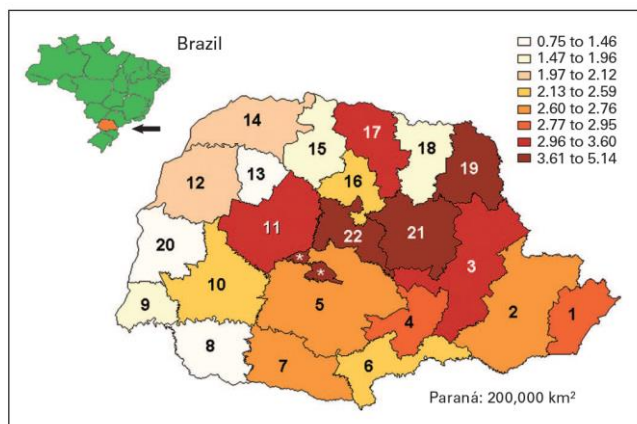 Brazil
0.75 to 1.46
1.47 to 1.96
1.97 to 2.12
2.13 to 2.59
2.60 to 2.76
2.77 to 2.95
2.96 to 3.60
3.61 to 5.14
14
15
17
18
19
12
13
16
11
22
21
20
3
*
*
10
9
5
2
1
4
8
7
6
Paraná: 200,000 km²